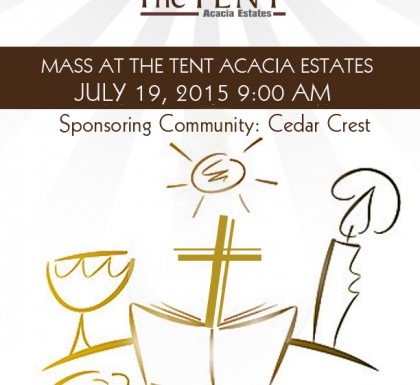 The TENT
Acacia Estates
MASS AT THE TENT ACACIA ESTATES
JULY 19, 2015 9:00 AM
Sponsoring Community: Cedar Crest